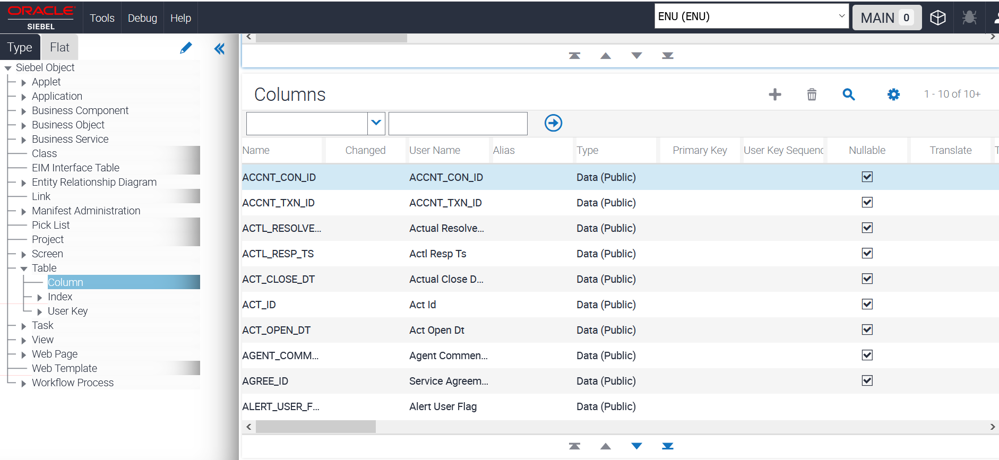 ORACLE
SIEBEL
Tools Debug Help
ENU (ENU)
MAIN 0
Type Flat
Siebel Object
Applet
Application
Business Component
Business Object
Business Service
Class
EIM Interface Table
Entity Relationship Diagram
Link
Manifest Administration
Pick List
Project
Screen
Table
Column
Index
User Key
Task
View
Web Page
Web Template
Workflow Process
Columns
1 - 10 of 10+
Name Changed User Name Alias Type Primary Key User Key Sequenc Nullable Translate T
ACCNT_CON_ID ACCNT_CON_ID Data (Public)
ACCNT_TXN_ID ACCNT_TXN_ID Data (Public)
ACTL_RESOLVE... Actual Resolve... Data (Public)
ACTL_RESP_TS Actl Resp Ts Data (Public)
ACT_CLOSE_DT Actual Close D... Data (Public)
ACT_ID Act Id Data (Public)
ACT_OPEN_DT Act Open Dt Data (Public)
AGENT_COMM... Agent Commen... Data (Public)
AGREE_ID Service Agreem... Data (Public)
ALERT_USER_F... Alert User Flag Data (Public)